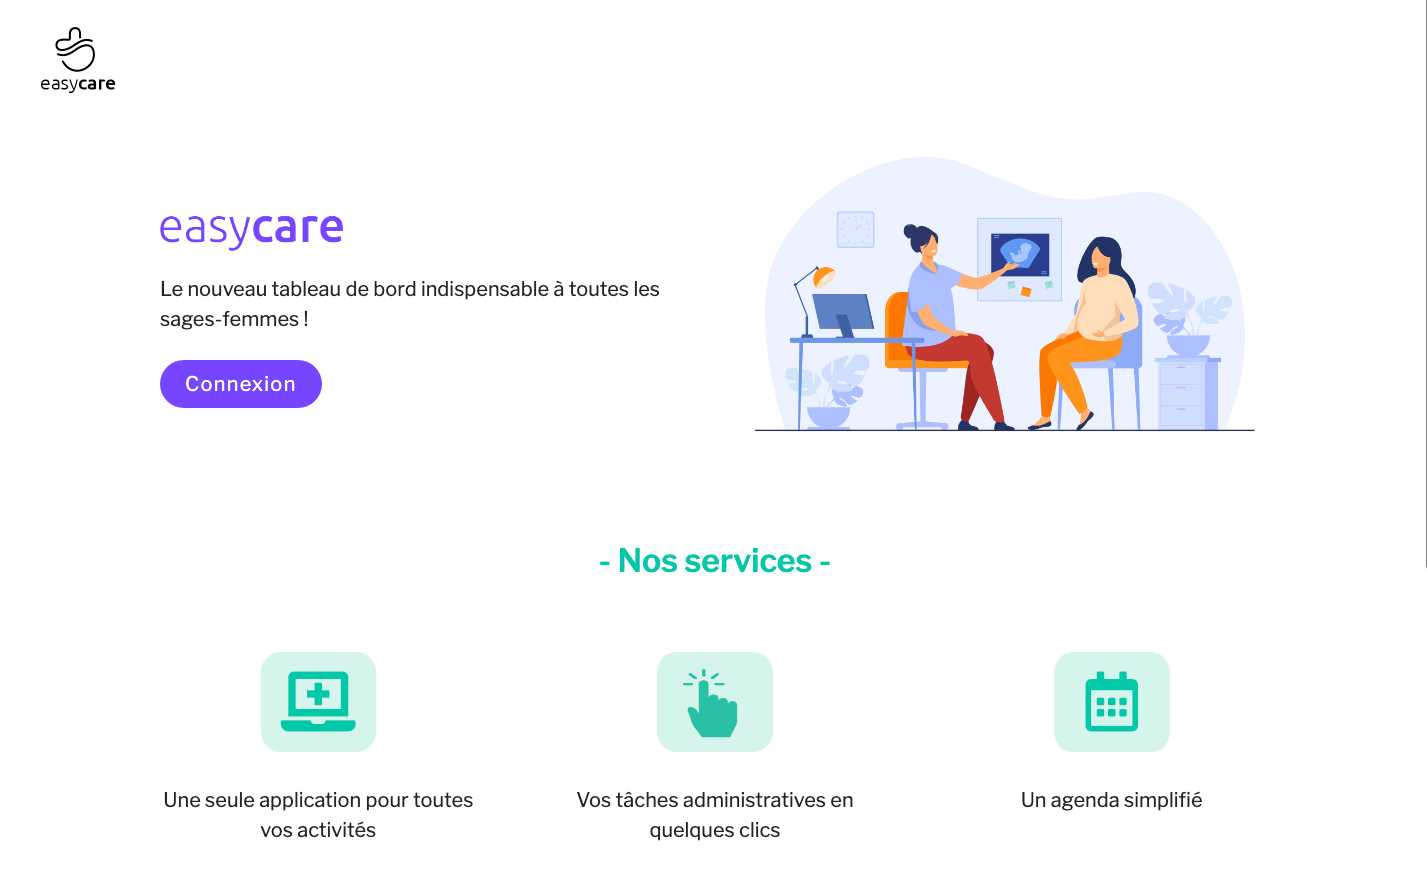 easycare
easycare
Le nouveau tableau de bord indispensable à toutes les
sages-femmes !
Connexion
- Nos services -
Une seule application pour toutes
vos activités
Vos tâches administratives en
quelques clics
Un agenda simplifié